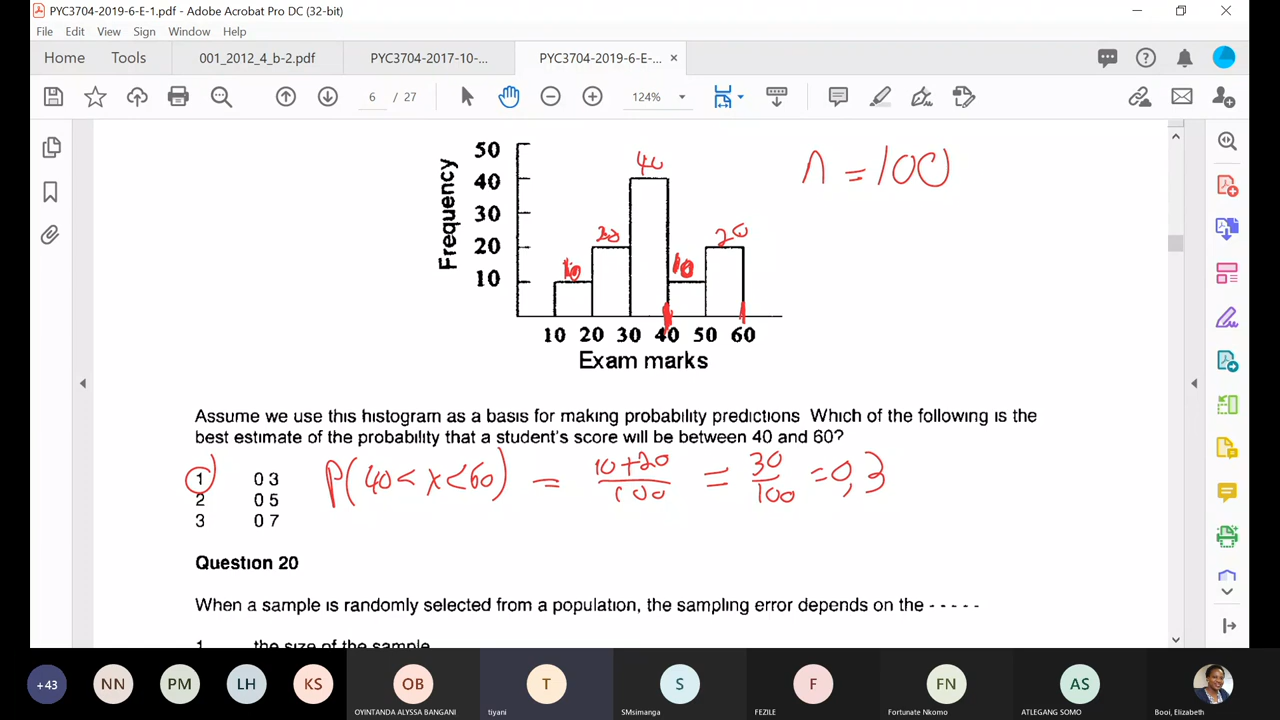 PYC3704-2019-6-E-1.pdf - Adobe Acrobat Pro DC (32-bit)
File Edit View Sign Window Help
Home Tools 001_2012_4_b-2.pdf PYC3704-2017-10-... PYC3704-2019-6-E-... ×
6 / 27 124%
n = 100
Frequency
50
40
30
20
10
10 20 40 10 20
10 20 30 40 50 60
Exam marks
Assume we use this histogram as a basis for making probability predictions Which of the following is the
best estimate of the probability that a student's score will be between 40 and 60?
1 0 3
2 0 5
3 0 7
P(40 < x < 60) = 10+20/100 = 30/100 = 0,3
Question 20
When a sample is randomly selected from a population, the sampling error depends on the - - - - -
1 the size of the sample
+43 NN PM LH KS OB T S F FN AS
OYINTANDA ALYSSA BANGANI tiyani SMsimanga FEZILE Fortunate Nkomo ATLEGANG SOMO Booi, Elizabeth